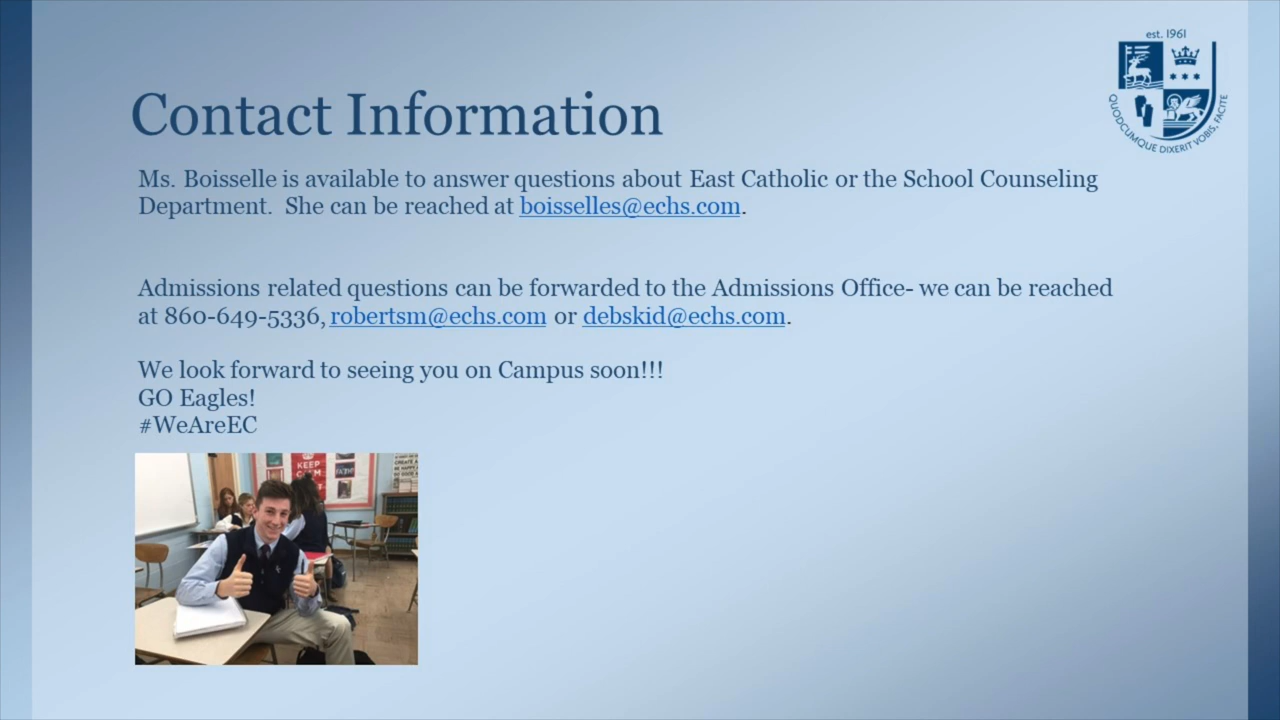 est. 1961
QUODCUMQUE DIXERIT VOBIS, FACITE
Contact Information
Ms. Boisselle is available to answer questions about East Catholic or the School Counseling
Department.  She can be reached at boisselles@echs.com.
Admissions related questions can be forwarded to the Admissions Office- we can be reached
at 860-649-5336, robertsm@echs.com or debskid@echs.com.
We look forward to seeing you on Campus soon!!!
GO Eagles!
#WeAreEC
KEEP
CALM